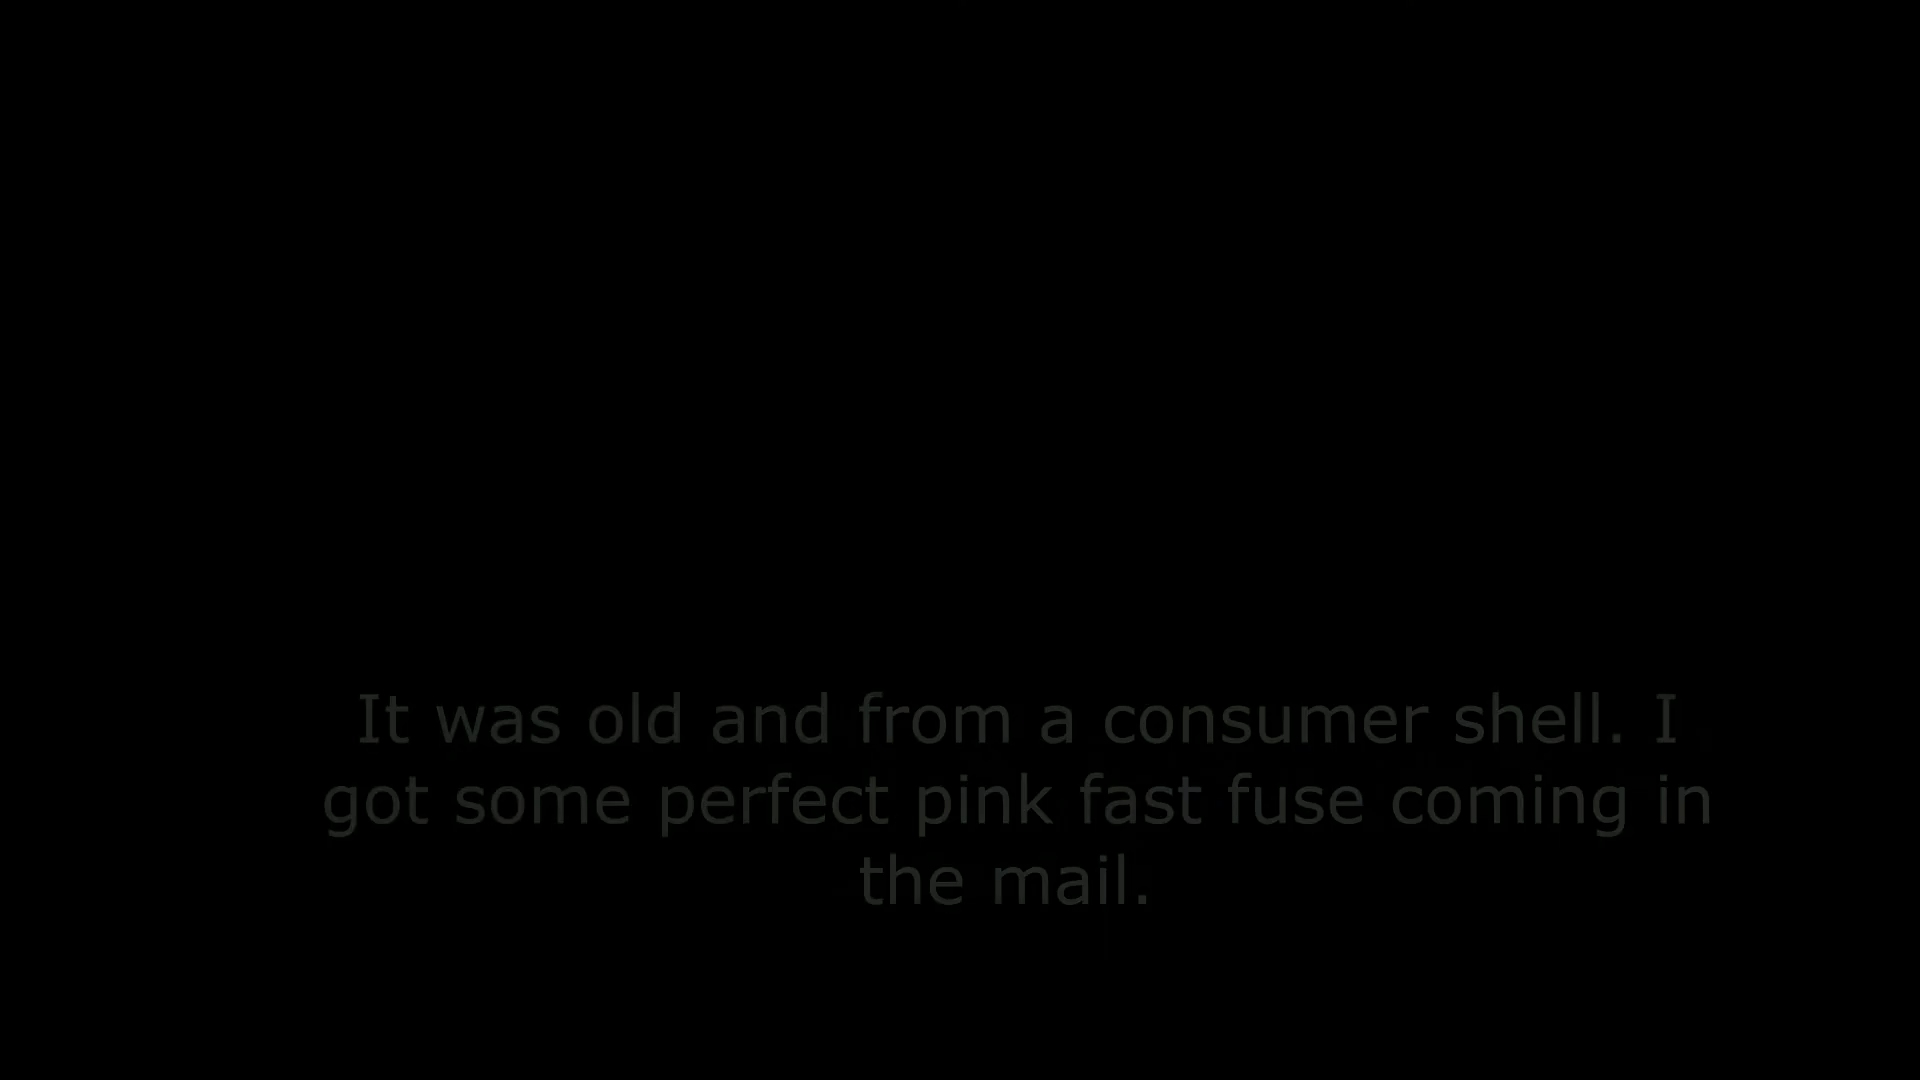 It was old and from a consumer shell. I
got some perfect pink fast fuse coming in
the mail.